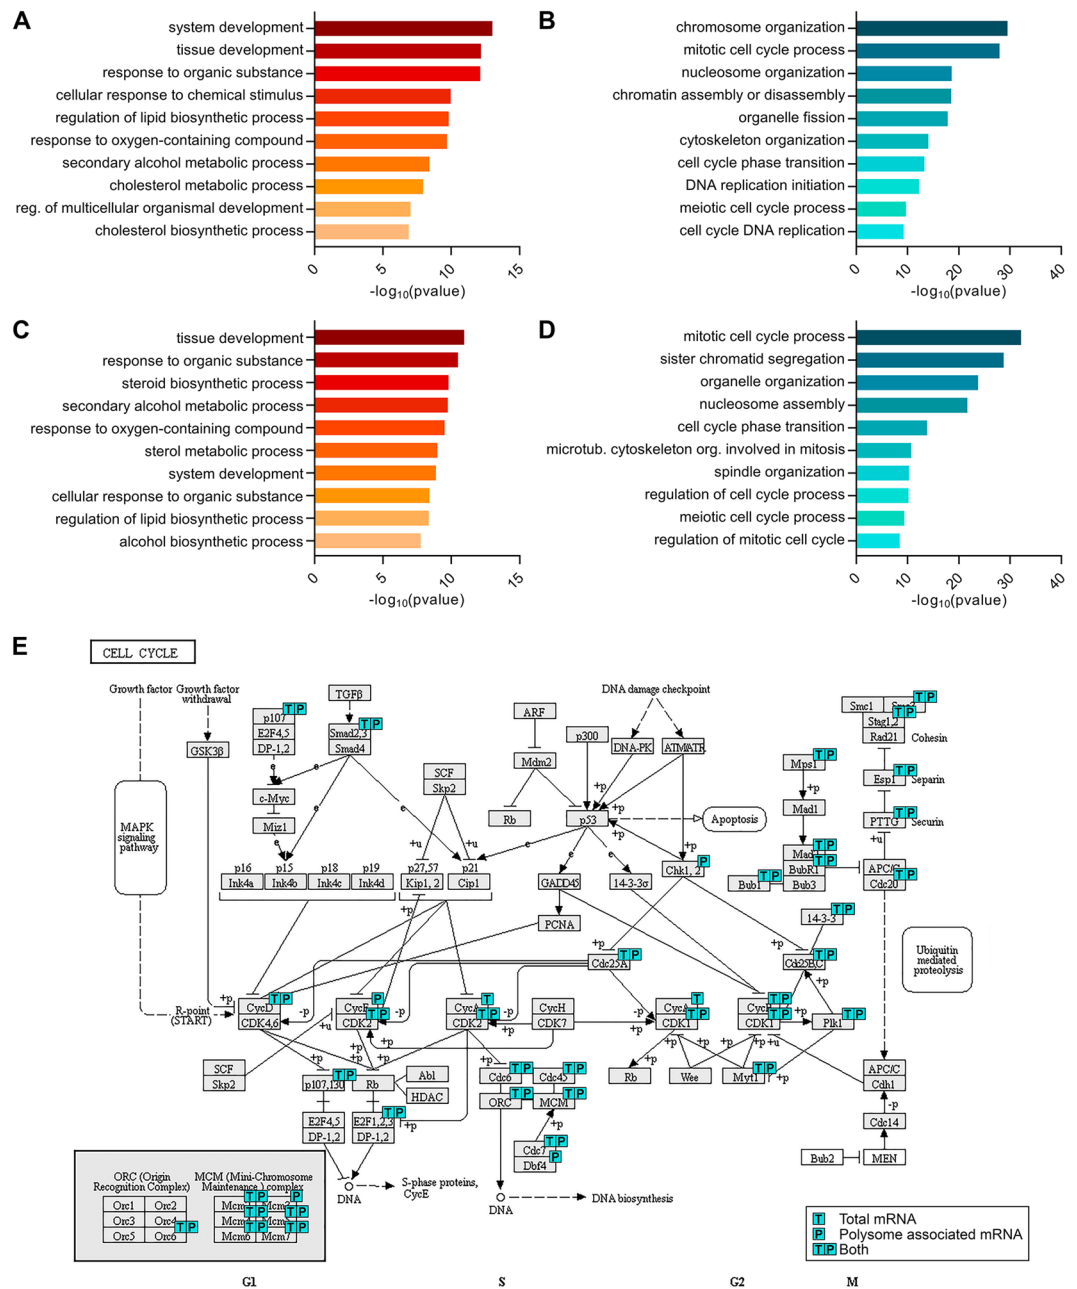 A
system development
tissue development
response to organic substance
cellular response to chemical stimulus
regulation of lipid biosynthetic process
response to oxygen-containing compound
secondary alcohol metabolic process
cholesterol metabolic process
reg. of multicellular organismal development
cholesterol biosynthetic process
0 5 10 15
-log10(pvalue)
B
chromosome organization
mitotic cell cycle process
nucleosome organization
chromatin assembly or disassembly
organelle fission
cytoskeleton organization
cell cycle phase transition
DNA replication initiation
meiotic cell cycle process
cell cycle DNA replication
0 10 20 30 40
-log10(pvalue)
C
tissue development
response to organic substance
steroid biosynthetic process
secondary alcohol metabolic process
response to oxygen-containing compound
sterol metabolic process
system development
cellular response to organic substance
regulation of lipid biosynthetic process
alcohol biosynthetic process
0 5 10 15
-log10(pvalue)
D
mitotic cell cycle process
sister chromatid segregation
organelle organization
nucleosome assembly
cell cycle phase transition
microtub. cytoskeleton org. involved in mitosis
spindle organization
regulation of cell cycle process
meiotic cell cycle process
regulation of mitotic cell cycle
0 10 20 30 40
-log10(pvalue)
E
CELL CYCLE
Growth factor
Growth factor
withdrawal
GSK3β
MAPK
signaling
pathway
R-point
(START)
p107 T P
E2F4,5
DP-1,2
c-Myc
Miz1
TGFβ
Smad2,3 T P
Smad4
SCF
Skp2
ARF
Mdm2
Rb
p300
p53
DNA damage checkpoint
DNA-PK
ATM/ATR
Apoptosis
p16
Ink4a
p15
Ink4b
p18
Ink4c
p19
Ink4d
p27,57
Kip1, 2
p21
Cip1
GADD45
14-3-3σ
PCNA
Chk1, 2 P
Mps1 T P
Mad1
BubR1 T P
Bub3
Bub1 T P
Smc1
Stag1,2 T P
Rad21
Cohesin
Esp1 T P
Separin
PTTG T P
Securin
APC/C
Cdc20 T P
14-3-3 T P
Ubiquitin
mediated
proteolysis
Cdc25A T P
CycD T P
CDK4,6
P
CDK2 T P
T
CDK2 T P
CycH
CDK7
T
CDK1 T P
T P
CDK1 T P
Plk1 T P
SCF
Skp2
p107,130 T P
E2F4,5
DP-1,2
Rb
E2F1,2,3 T P
DP-1,2
Abl
HDAC
Cdc6 T P
ORC T P
Cdc45 T P
MCM T P
Cdc7 T P
Dbf4 P
Rb
Wee
Myt1 T P
APC/C
Cdh1
Cdc14
Bub2
MEN
DNA
S-phase proteins,
CycE
DNA
DNA biosynthesis
ORC (Origin
Recognition Complex)
Orc1 Orc2
Orc3
Orc5 Orc6 T P
MCM (Mini-Chromosome
Maintenance) complex
Mcm6 Mcm7
T Total mRNA
P Polysome associated mRNA
T P Both
G1 S G2 M